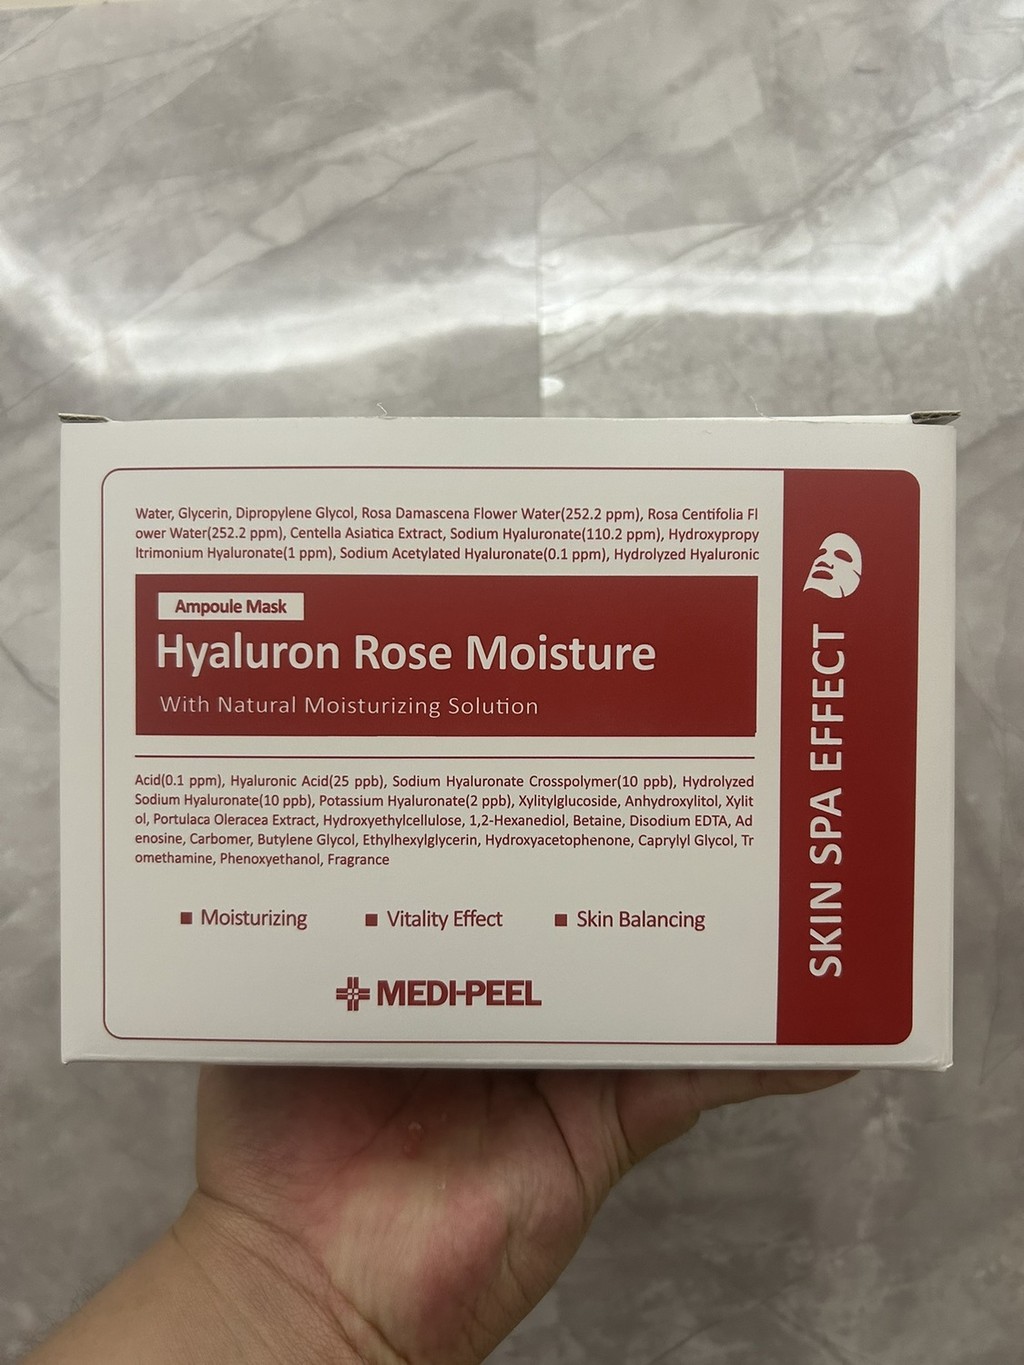 Water, Glycerin, Dipropylene Glycol, Rosa Damascena Flower Water(252.2 ppm), Rosa Centifolia Fl
ower Water(252.2 ppm), Centella Asiatica Extract, Sodium Hyaluronate(110.2 ppm), Hydroxypropy
ltrimonium Hyaluronate(1 ppm), Sodium Acetylated Hyaluronate(0.1 ppm), Hydrolyzed Hyaluronic
Ampoule Mask
Hyaluron Rose Moisture
With Natural Moisturizing Solution
Acid(0.1 ppm), Hyaluronic Acid(25 ppb), Sodium Hyaluronate Crosspolymer(10 ppb), Hydrolyzed
Sodium Hyaluronate(10 ppb), Potassium Hyaluronate(2 ppb), Xylitylglucoside, Anhydroxylitol, Xylit
ol, Portulaca Oleracea Extract, Hydroxyethylcellulose, 1,2-Hexanediol, Betaine, Disodium EDTA, Ad
enosine, Carbomer, Butylene Glycol, Ethylhexylglycerin, Hydroxyacetophenone, Caprylyl Glycol, Tr
omethamine, Phenoxyethanol, Fragrance
■ Moisturizing ■ Vitality Effect ■ Skin Balancing
MEDI-PEEL
SKIN SPA EFFECT